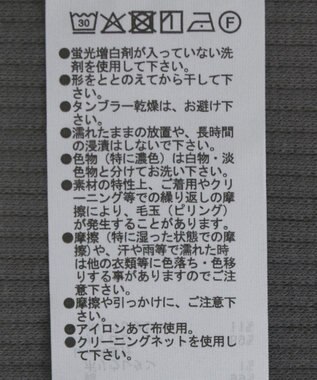 30 F
●蛍光増白剤が入っていない洗
剤を使用して下さい。
●形をととのえてから干して下
さい。
●タンブラー乾燥は、お避け下
さい。
●濡れたままの放置や、長時間
の浸漬はしないで下さい。
●色物(特に濃色)は白物・淡
色物と分けてお洗い下さい。
●素材の特性上、ご着用やクリ
ーニング等での繰り返しの摩
擦により、毛玉(ピリング)
が発生することがあります。
●摩擦(特に湿った状態での摩
擦)や、汗や雨等で濡れた時
は他の衣類等に色落ち・色移
りする事がありますのでご注
意下さい。
●摩擦や引っかけに、ご注意下
さい。
●アイロンあて布使用。
●クリーニングネットを使用し
て下さい。